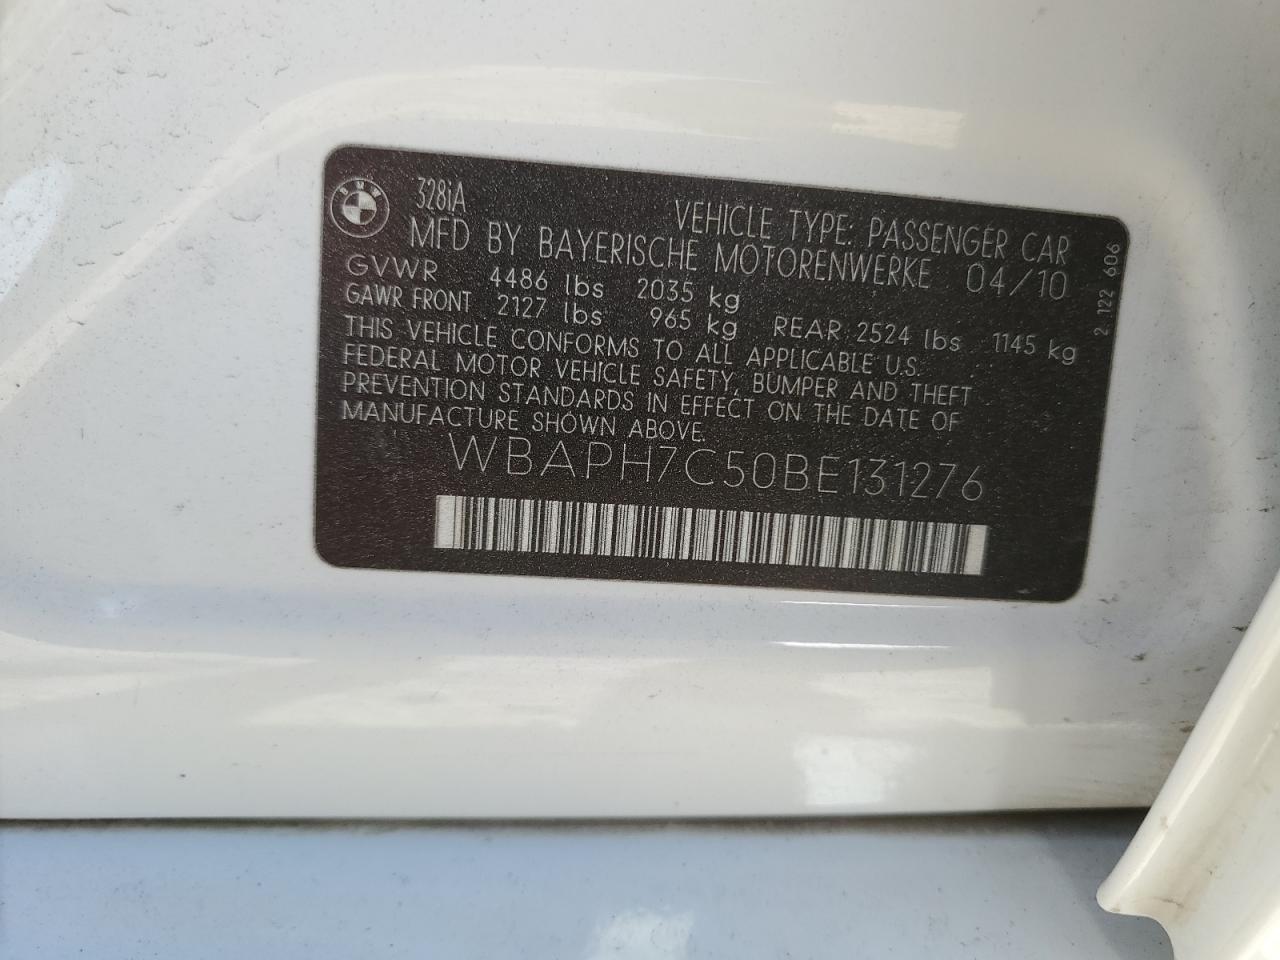 BMW
328iA
VEHICLE TYPE: PASSENGER CAR
MFD BY BAYERISCHE MOTORENWERKE 04/10
GVWR 4486 lbs 2035 kg
GAWR FRONT 2127 lbs 965 kg REAR 2524 lbs 1145 kg
THIS VEHICLE CONFORMS TO ALL APPLICABLE U.S.
FEDERAL MOTOR VEHICLE SAFETY, BUMPER AND THEFT
PREVENTION STANDARDS IN EFFECT ON THE DATE OF
MANUFACTURE SHOWN ABOVE.
WBAPH7C50BE131276
2 122 606